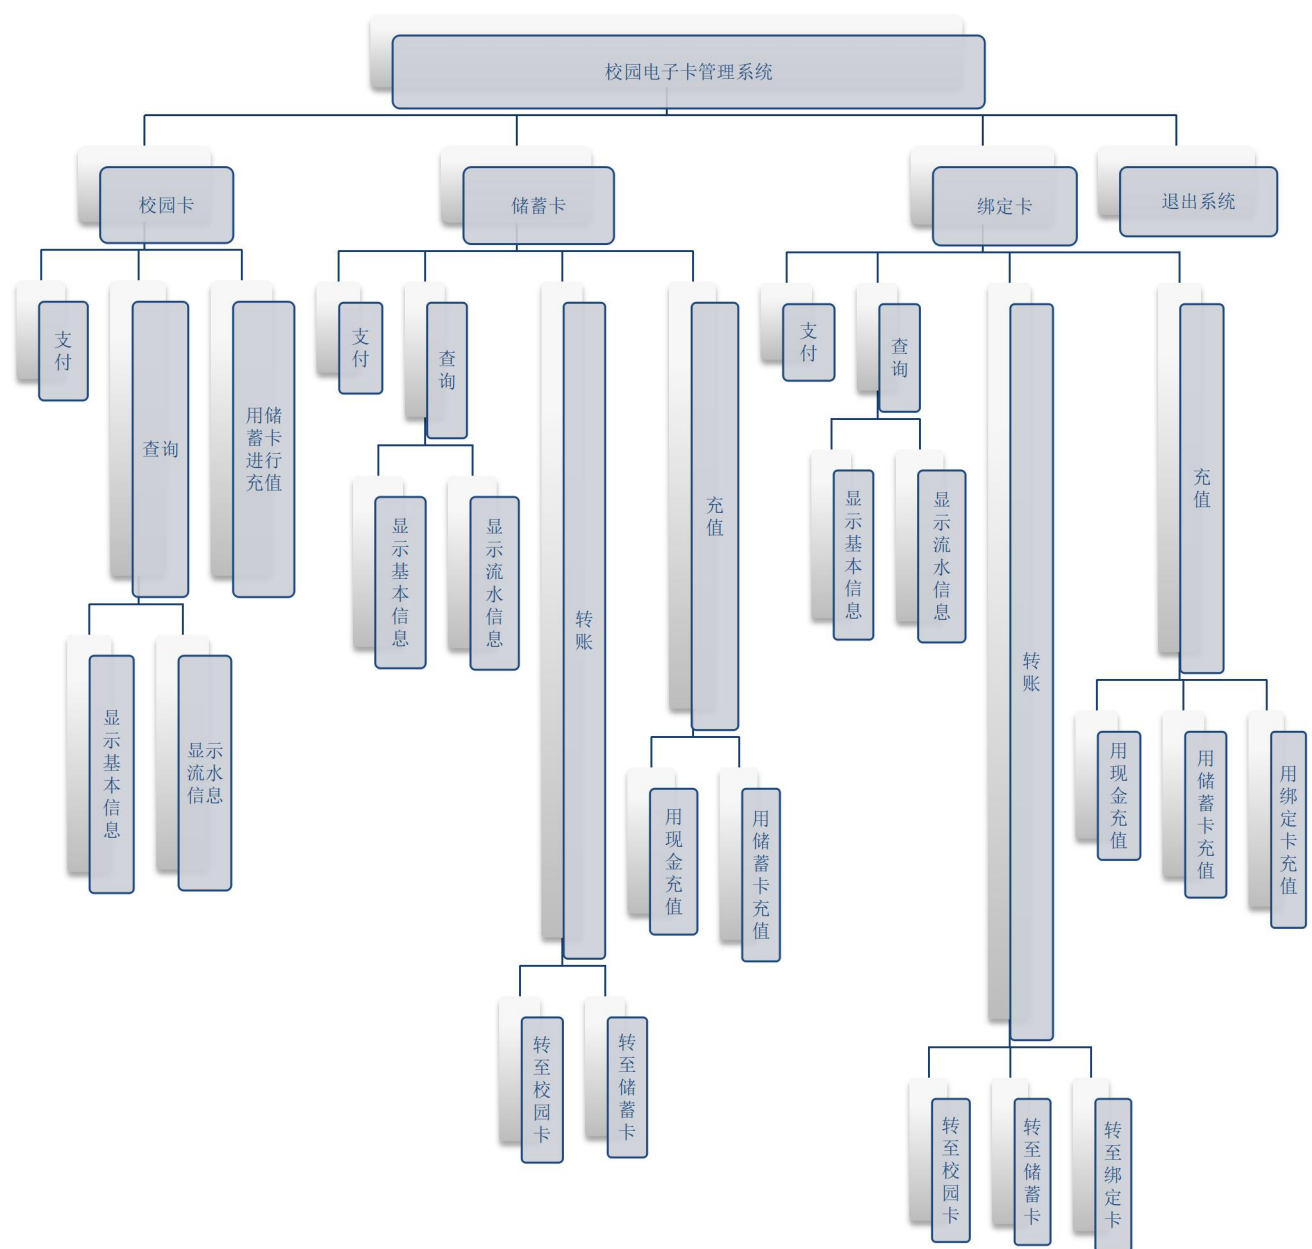 校园电子卡管理系统
校园卡
储蓄卡
绑定卡
退出系统
支
付
查询
用储
蓄卡
进行
充值
支
付
查
询
转
账
充
值
支
付
查
询
转
账
充
值
显
示
基
本
信
息
显示
流水
信息
显
示
基
本
信
息
显
示
流
水
信
息
用
现
金
充
值
用
储
蓄
卡
充
值
转
至
校
园
卡
转
至
储
蓄
卡
显
示
基
本
信
息
显
示
流
水
信
息
用
现
金
充
值
用
储
蓄
卡
充
值
用
绑
定
卡
充
值
转
至
校
园
卡
转
至
储
蓄
卡
转
至
绑
定
卡